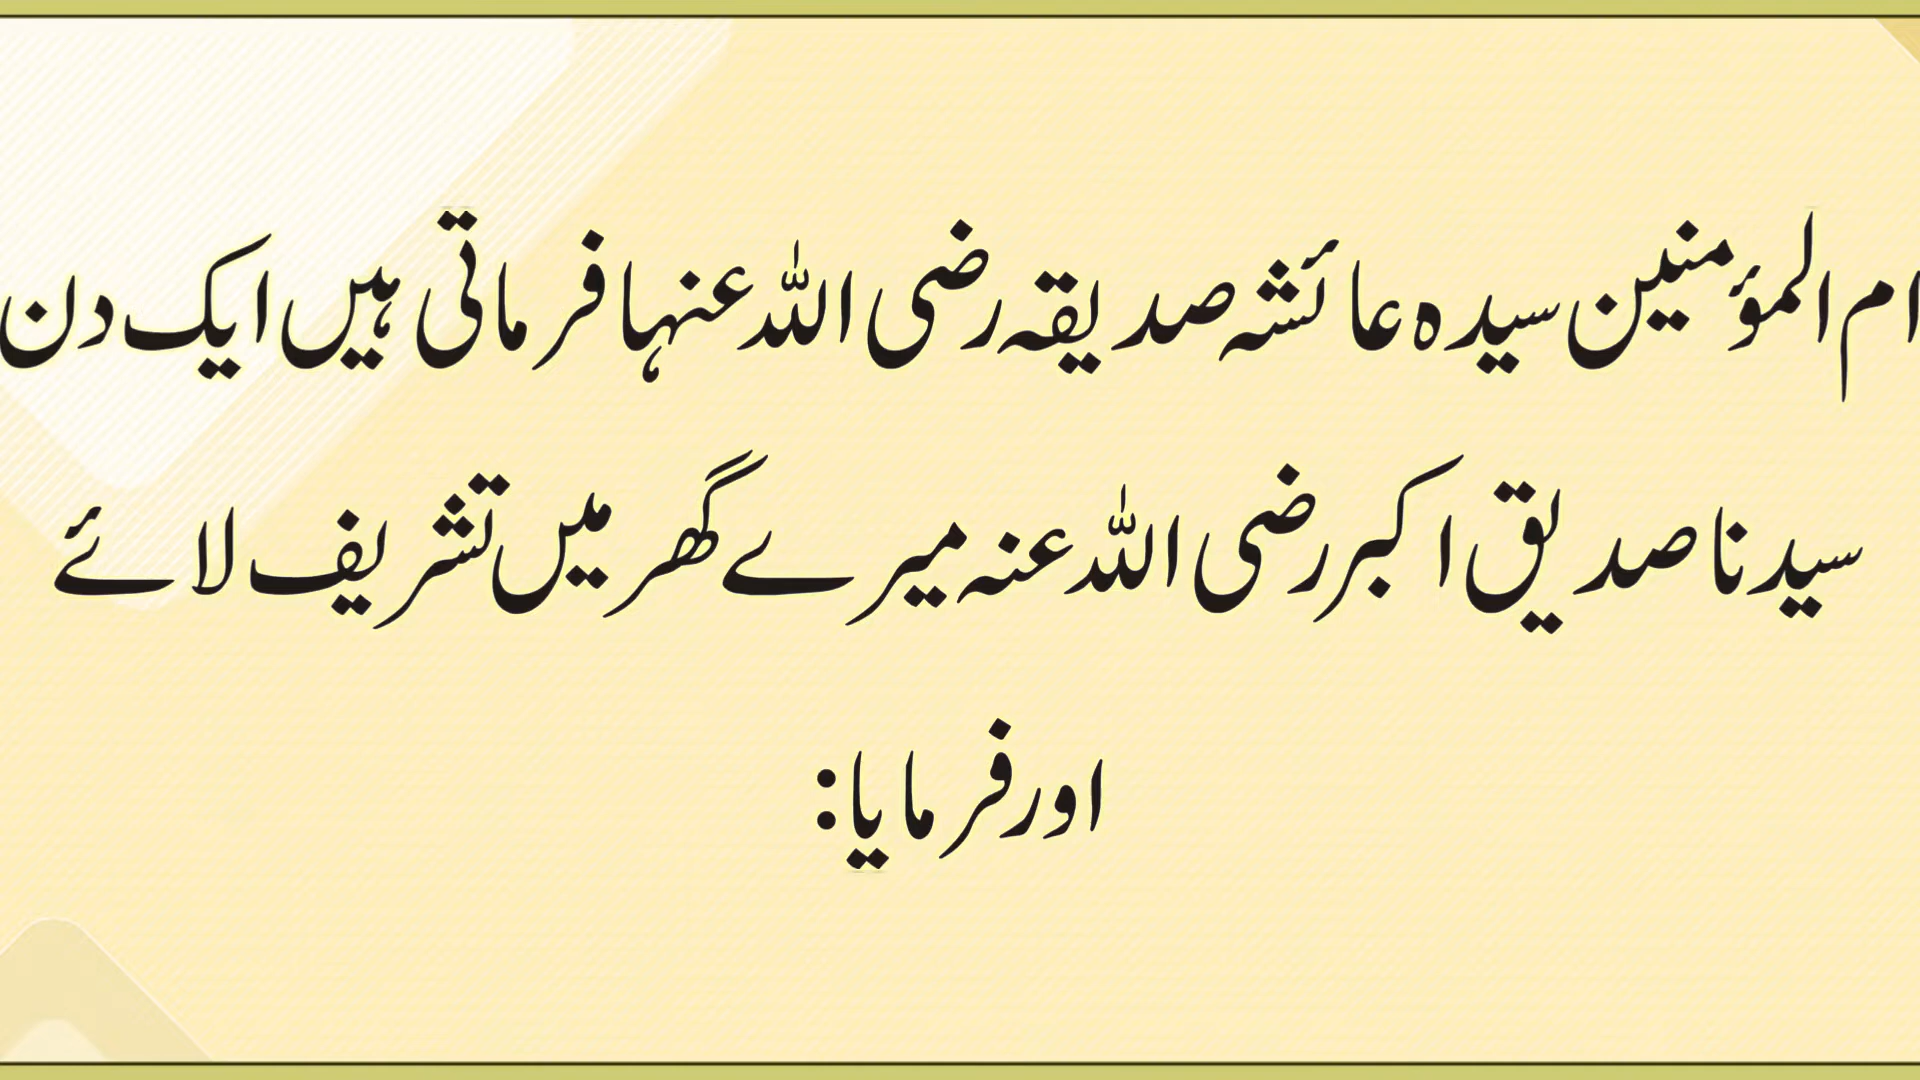 ام المؤمنین سیدہ عائشہ صدیقہ رضی اللہ عنہا فرماتی ہیں ایک دن
سیدنا صدیق اکبر رضی اللہ عنہ میرے گھر میں تشریف لائے
اور فرمایا: